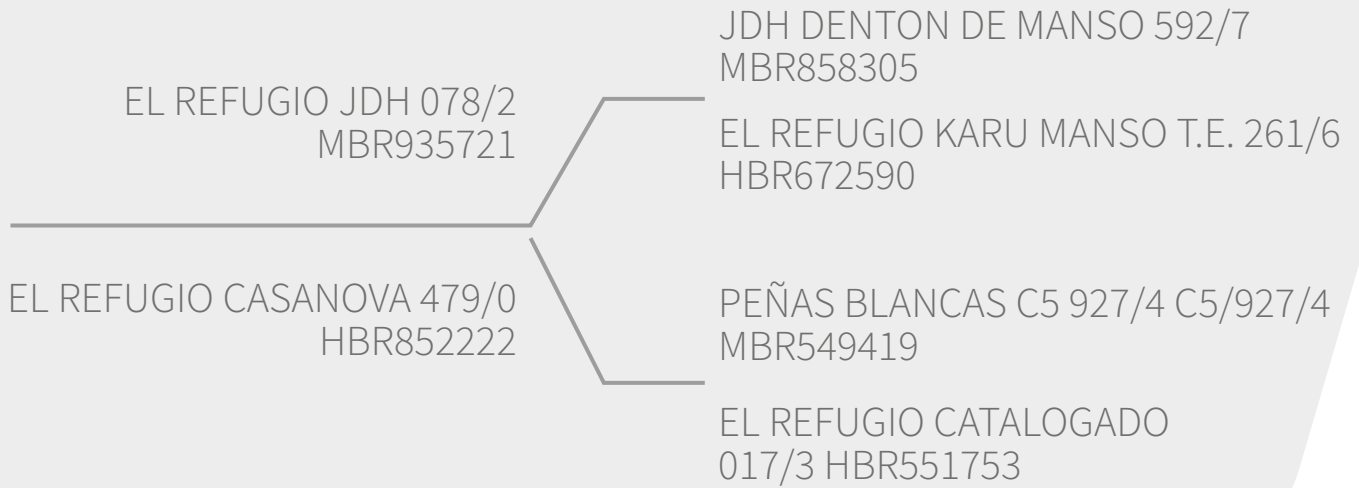 EL REFUGIO JDH 078/2
MBR935721
EL REFUGIO CASANOVA 479/0
HBR852222
JDH DENTON DE MANSO 592/7
MBR858305
EL REFUGIO KARU MANSO T.E. 261/6
HBR672590
PEÑAS BLANCAS C5 927/4 C5/927/4
MBR549419
EL REFUGIO CATALOGADO
017/3 HBR551753